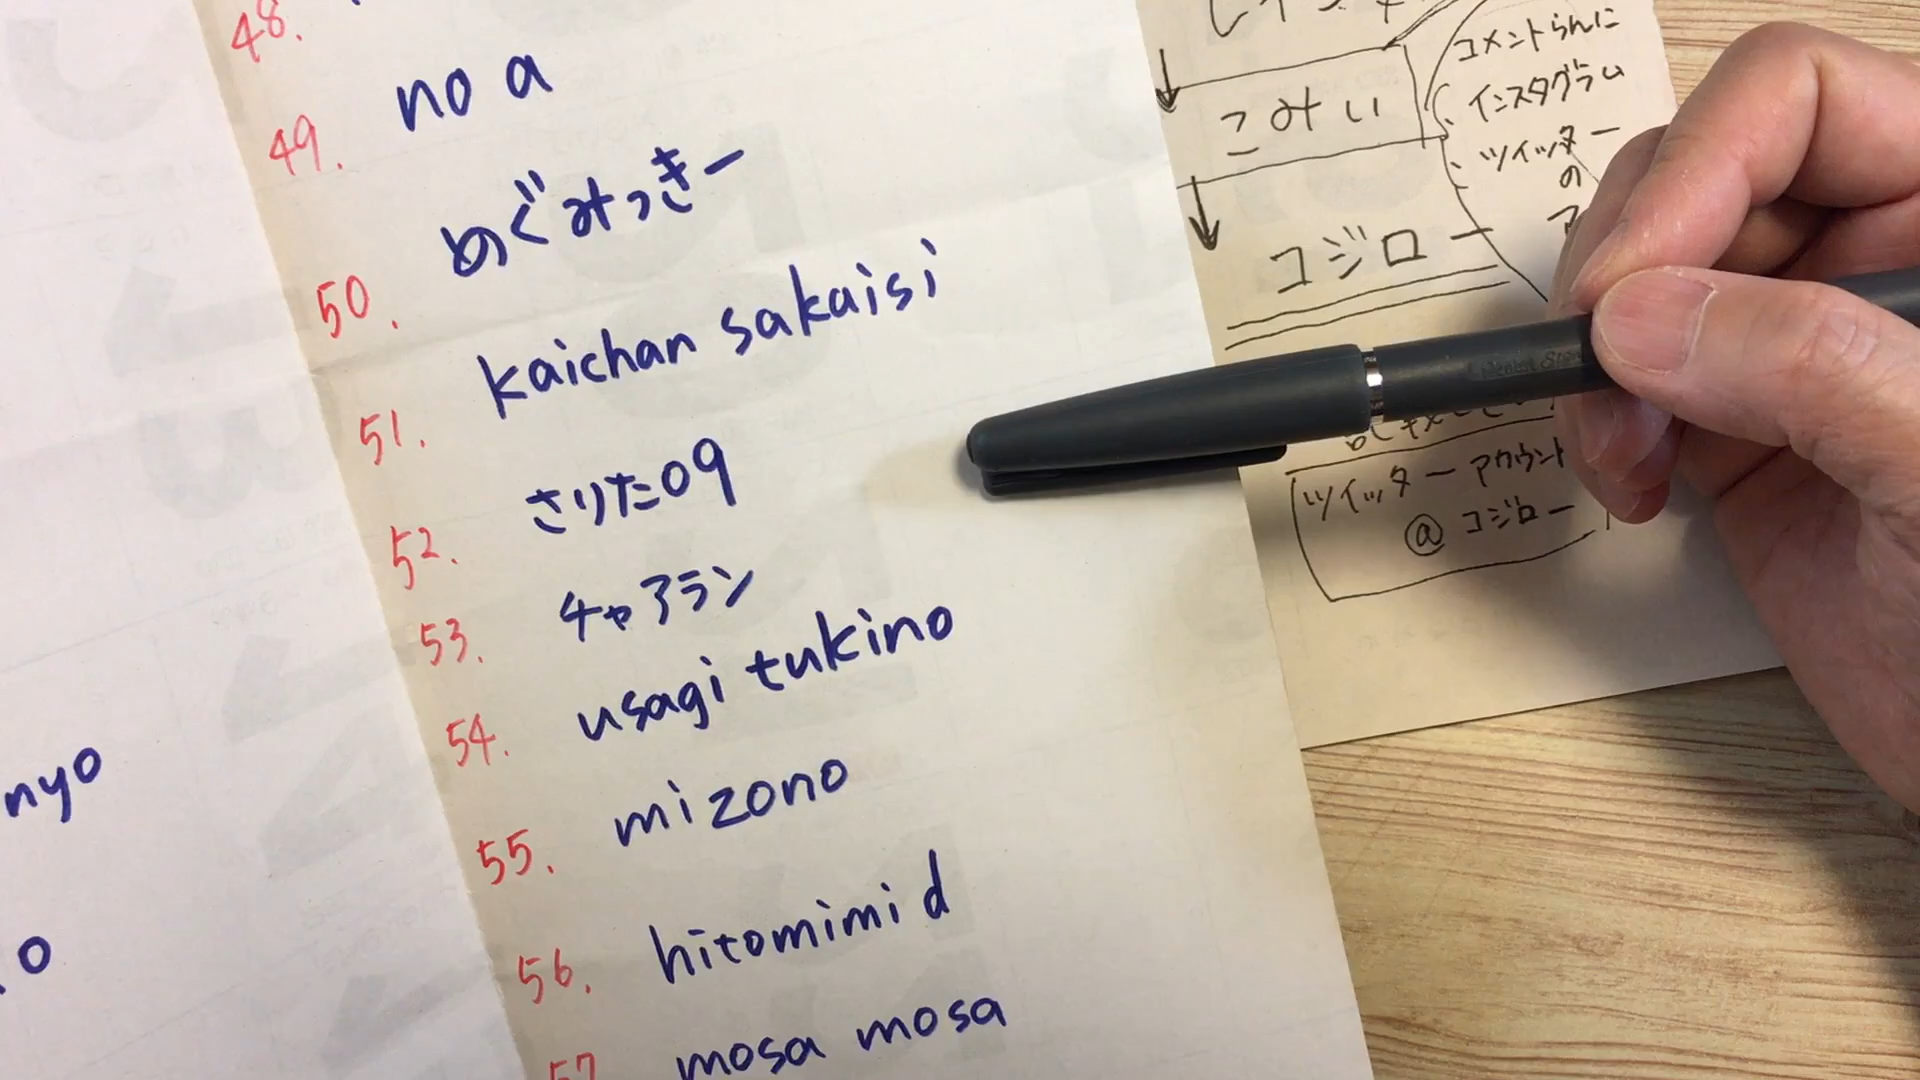 48.
49. no a
50. めぐみっきー
51. kaichan sakaisi
52. さりた09
53. チャアラン
54. usagi tukino
55. mizono
56. hitomimi d
57 mosa mosa
nyo
o
こみい
コジロー
コメントらんに
インスタグラム
ツイッター
の
ア
ツイッターアカウント
@コジロー